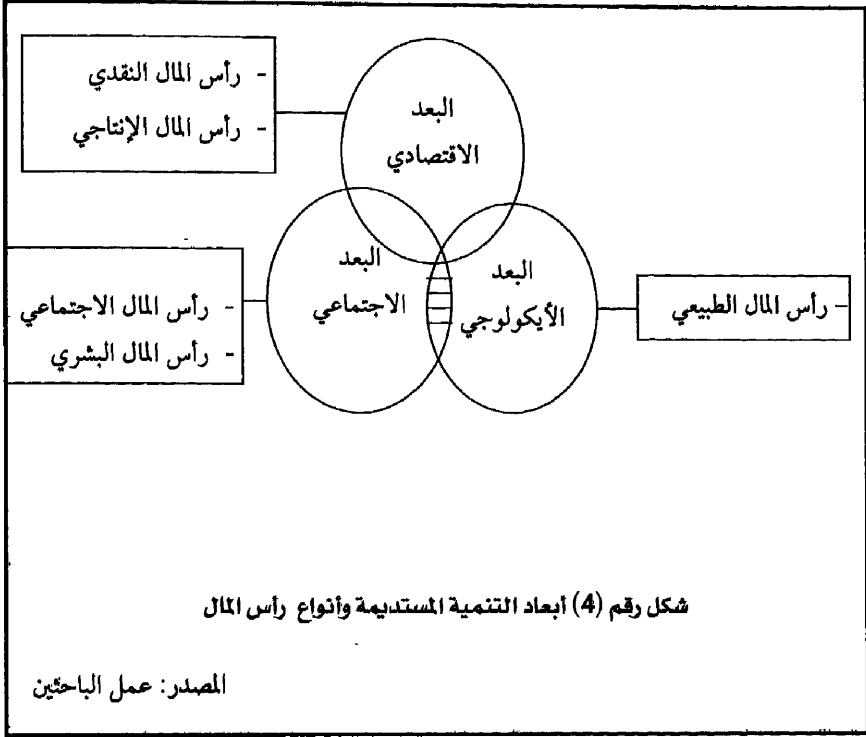 - رأس المال النقدي
- رأس المال الإنتاجي
البعد
الاقتصادي
البعد
الاجتماعي
البعد
الأيكولوجي
- رأس المال الاجتماعي
- رأس المال البشري
- رأس المال الطبيعي
شكل رقم (4) أبعاد التنمية المستديمة وأنواع رأس المال
المصدر: عمل الباحثين